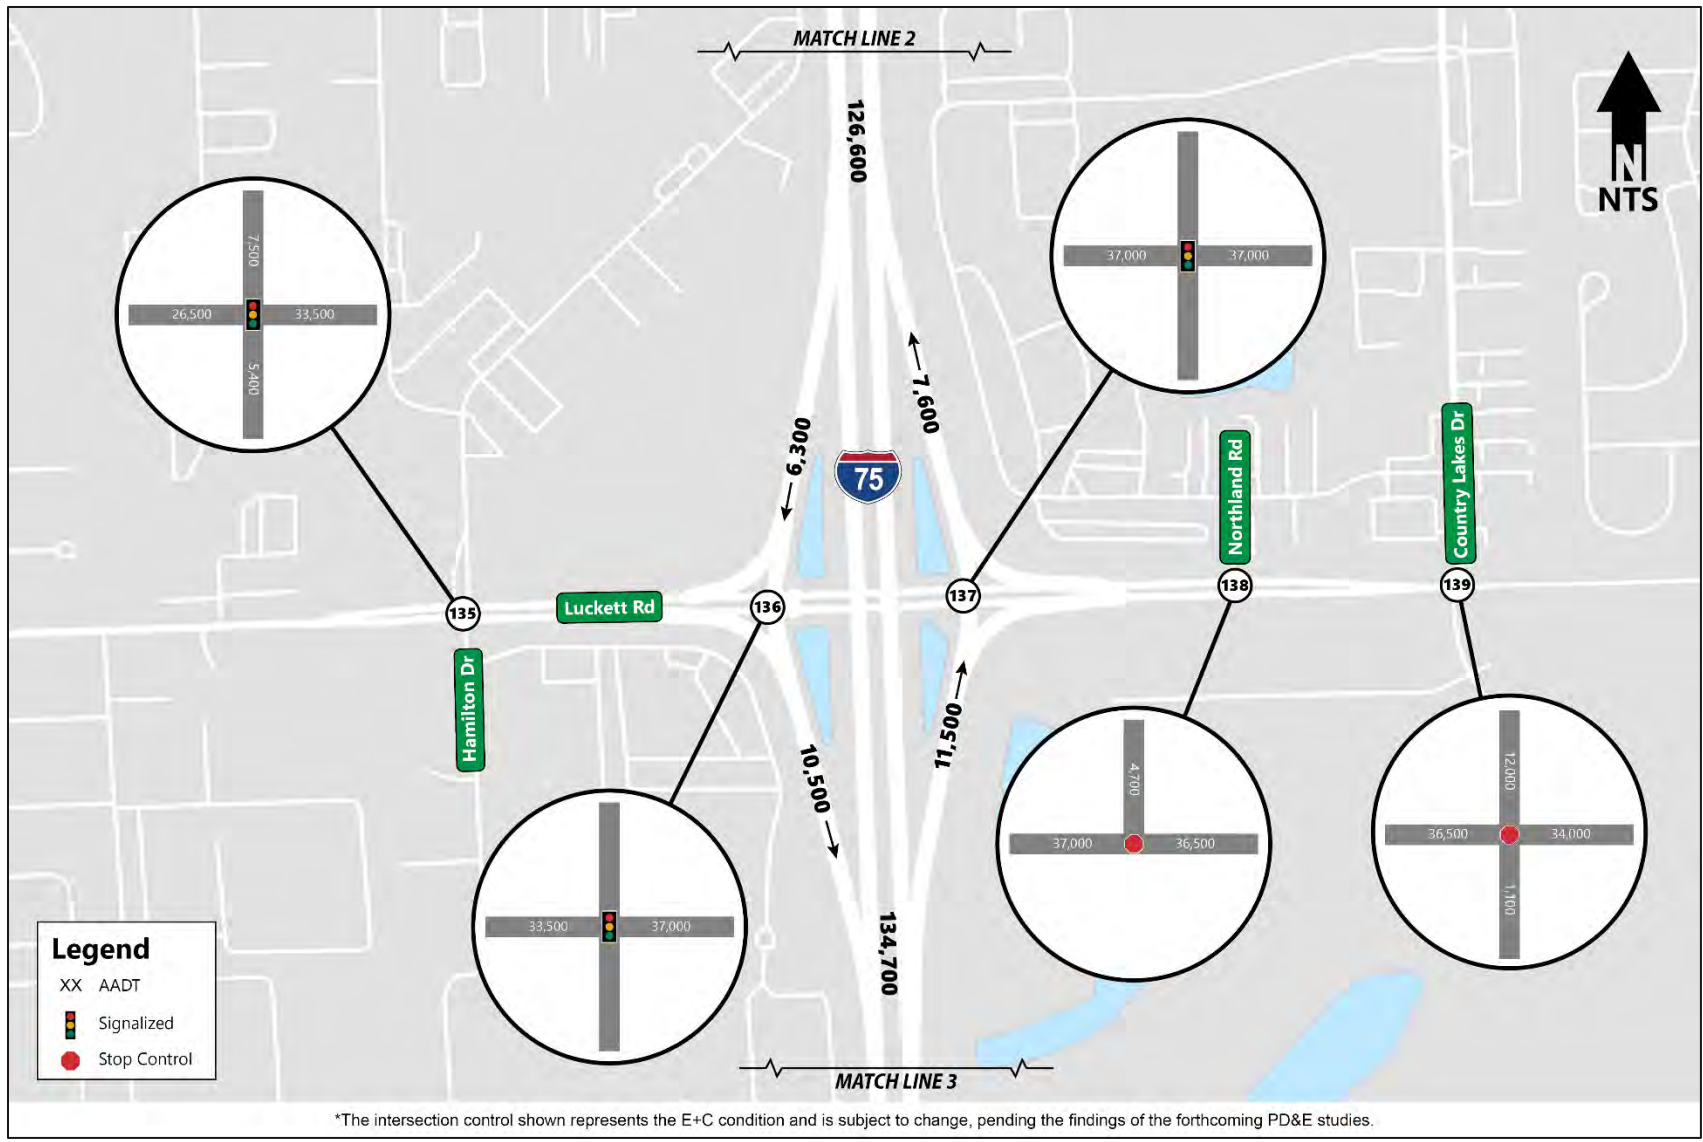 MATCH LINE 2
126,600
N
NTS
7,500
26,500
33,500
5,400
37,000
37,000
7,600
6,300
75
Northland Rd
Country Lakes Dr
135
Luckett Rd
136
137
138
139
Hamilton Dr
11,500
10,500
4,700
37,000
36,500
12,000
36,500
34,000
1,100
33,500
37,000
134,700
Legend
XX AADT
Signalized
Stop Control
MATCH LINE 3
*The intersection control shown represents the E+C condition and is subject to change, pending the findings of the forthcoming PD&E studies.